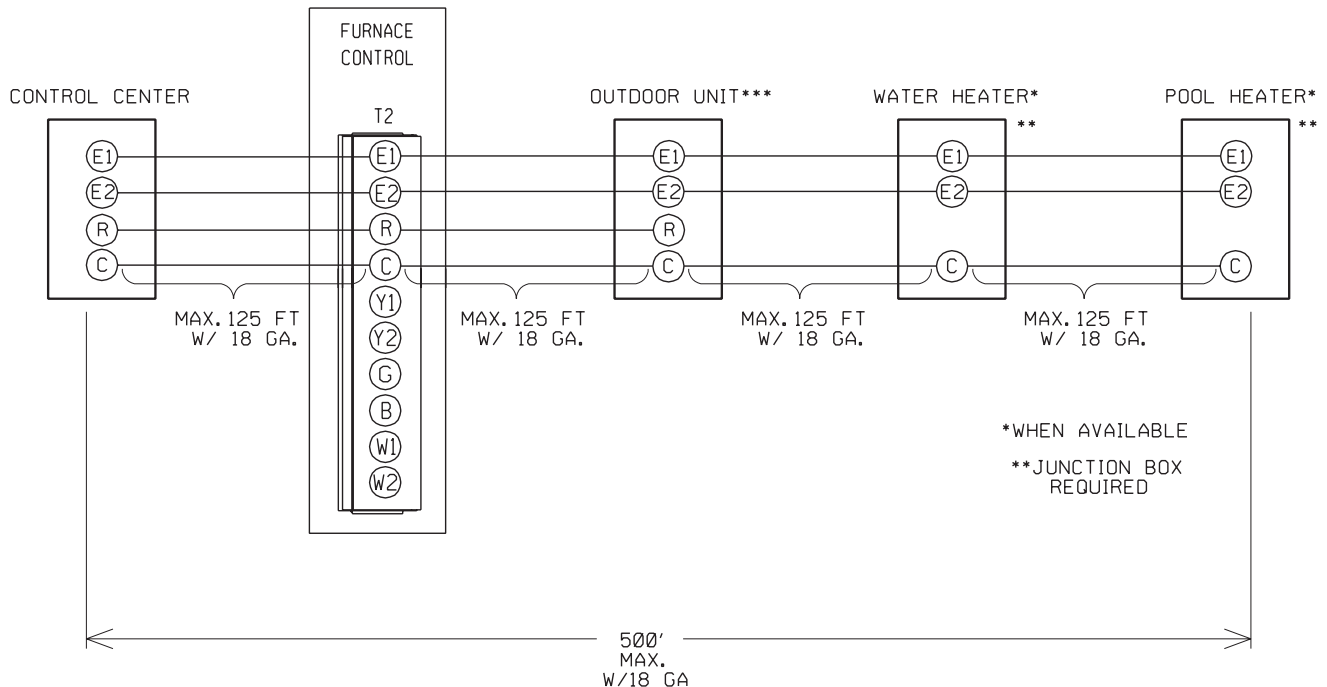 FURNACE
CONTROL
CONTROL CENTER
T2
OUTDOOR UNIT***
WATER HEATER*
**
POOL HEATER*
**
E1
E1
E1
E1
E1
E2
E2
E2
E2
E2
R
R
R
C
C
C
C
C
Y1
Y2
G
B
W1
W2
MAX. 125 FT
W/ 18 GA.
MAX. 125 FT
W/ 18 GA.
MAX. 125 FT
W/ 18 GA.
MAX. 125 FT
W/ 18 GA.
*WHEN AVAILABLE
**JUNCTION BOX
REQUIRED
500'
MAX.
W/18 GA